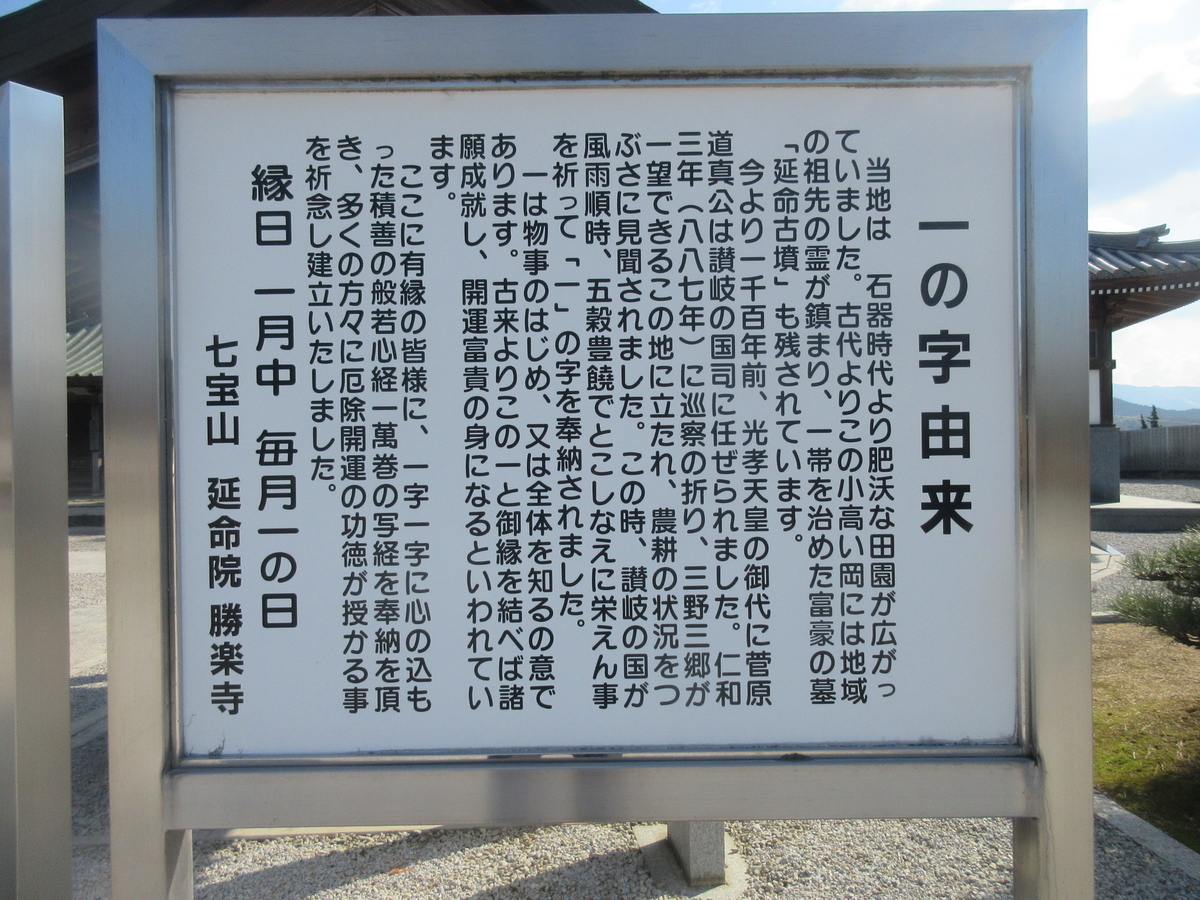 一の字由来
当地は　石器時代より肥沃な田園が広がっ
ていました。古代よりこの小高い岡には地域
の祖先の霊が鎮まり、一帯を治めた富豪の墓
「延命古墳」も残されています。
今より一千百年前、光孝天皇の御代に菅原
道真公は讃岐の国司に任ぜられました。仁和
三年（八八七年）に巡察の折り、三野三郷が
一望できるこの地に立たれ、農耕の状況をつ
ぶさに見聞されました。この時、讃岐の国が
風雨順時、五穀豊饒でとこしなえに栄えん事
を祈って「一」の字を奉納されました。
一は物事のはじめ、又は全体を知るの意で
あります。古来よりこの一と御縁を結べば諸
願成就し、開運富貴の身になるといわれてい
ます。
ここに有縁の皆様に、一字一字に心の込も
った積善の般若心経一萬巻の写経を奉納を頂
き、多くの方々に厄除開運の功徳が授かる事
を祈念し建立いたしました。
縁日　一月中　毎月一の日
七宝山　延命院　勝楽寺